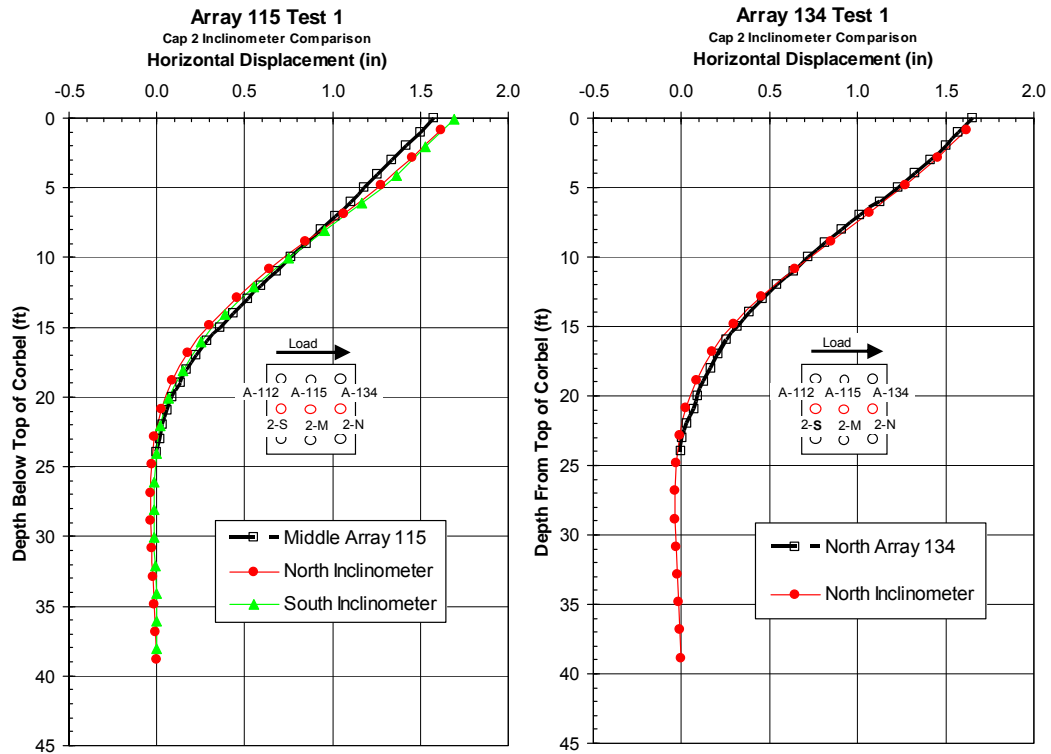 Array 115 Test 1
Cap 2 Inclinometer Comparison
Horizontal Displacement (in)
-0.5 0.0 0.5 1.0 1.5 2.0
0
5
10
15
20
25
30
35
40
45
Depth Below Top of Corbel (ft)
Load
A-112 A-115 A-134
2-S 2-M 2-N
Middle Array 115
North Inclinometer
South Inclinometer
Array 134 Test 1
Cap 2 Inclinometer Comparison
Horizontal Displacement (in)
-0.5 0.0 0.5 1.0 1.5 2.0
0
5
10
15
20
25
30
35
40
45
Depth From Top of Corbel (ft)
Load
A-112 A-115 A-134
2-S 2-M 2-N
North Array 134
North Inclinometer